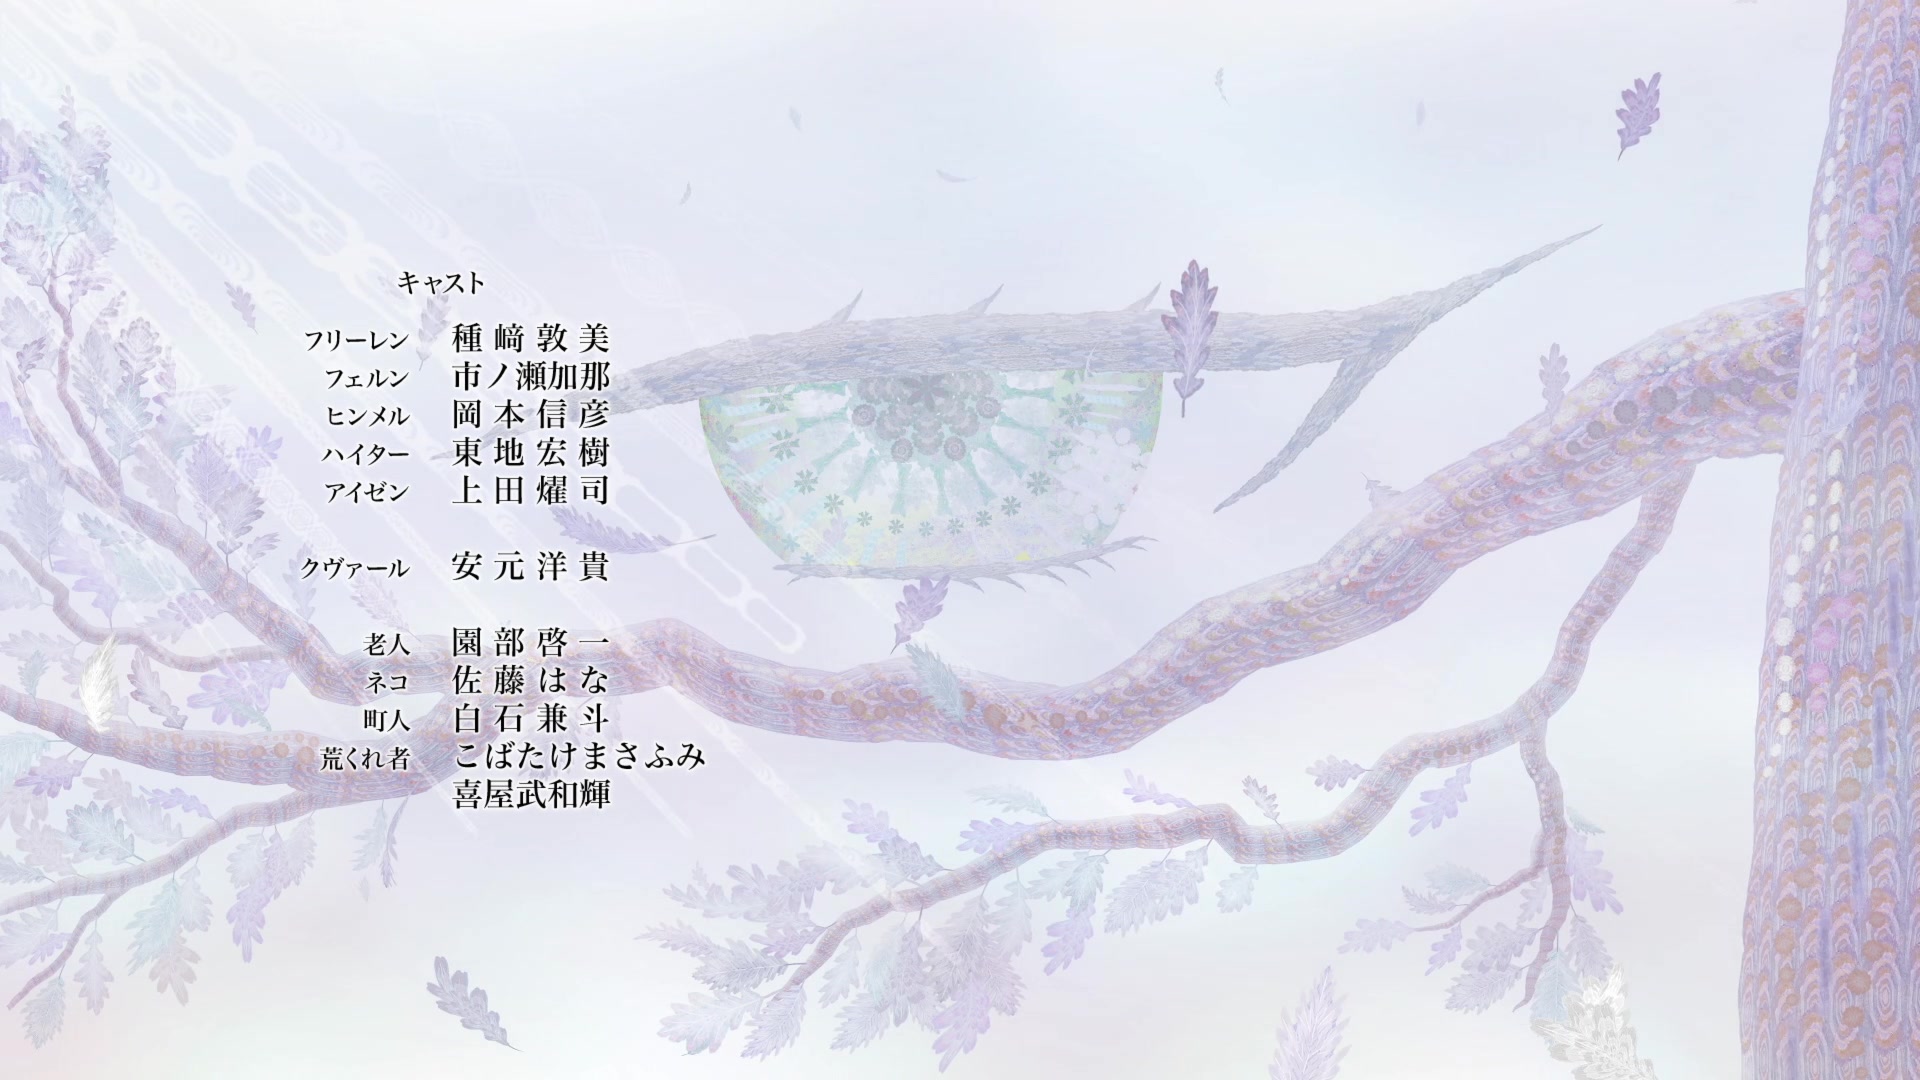 キャスト
フリーレン 種﨑敦美
フェルン 市ノ瀬加那
ヒンメル 岡本信彦
ハイター 東地宏樹
アイゼン 上田燿司
クヴァール 安元洋貴
老人 園部啓一
ネコ 佐藤はな
町人 白石兼斗
荒くれ者 こばたけまさふみ
喜屋武和輝